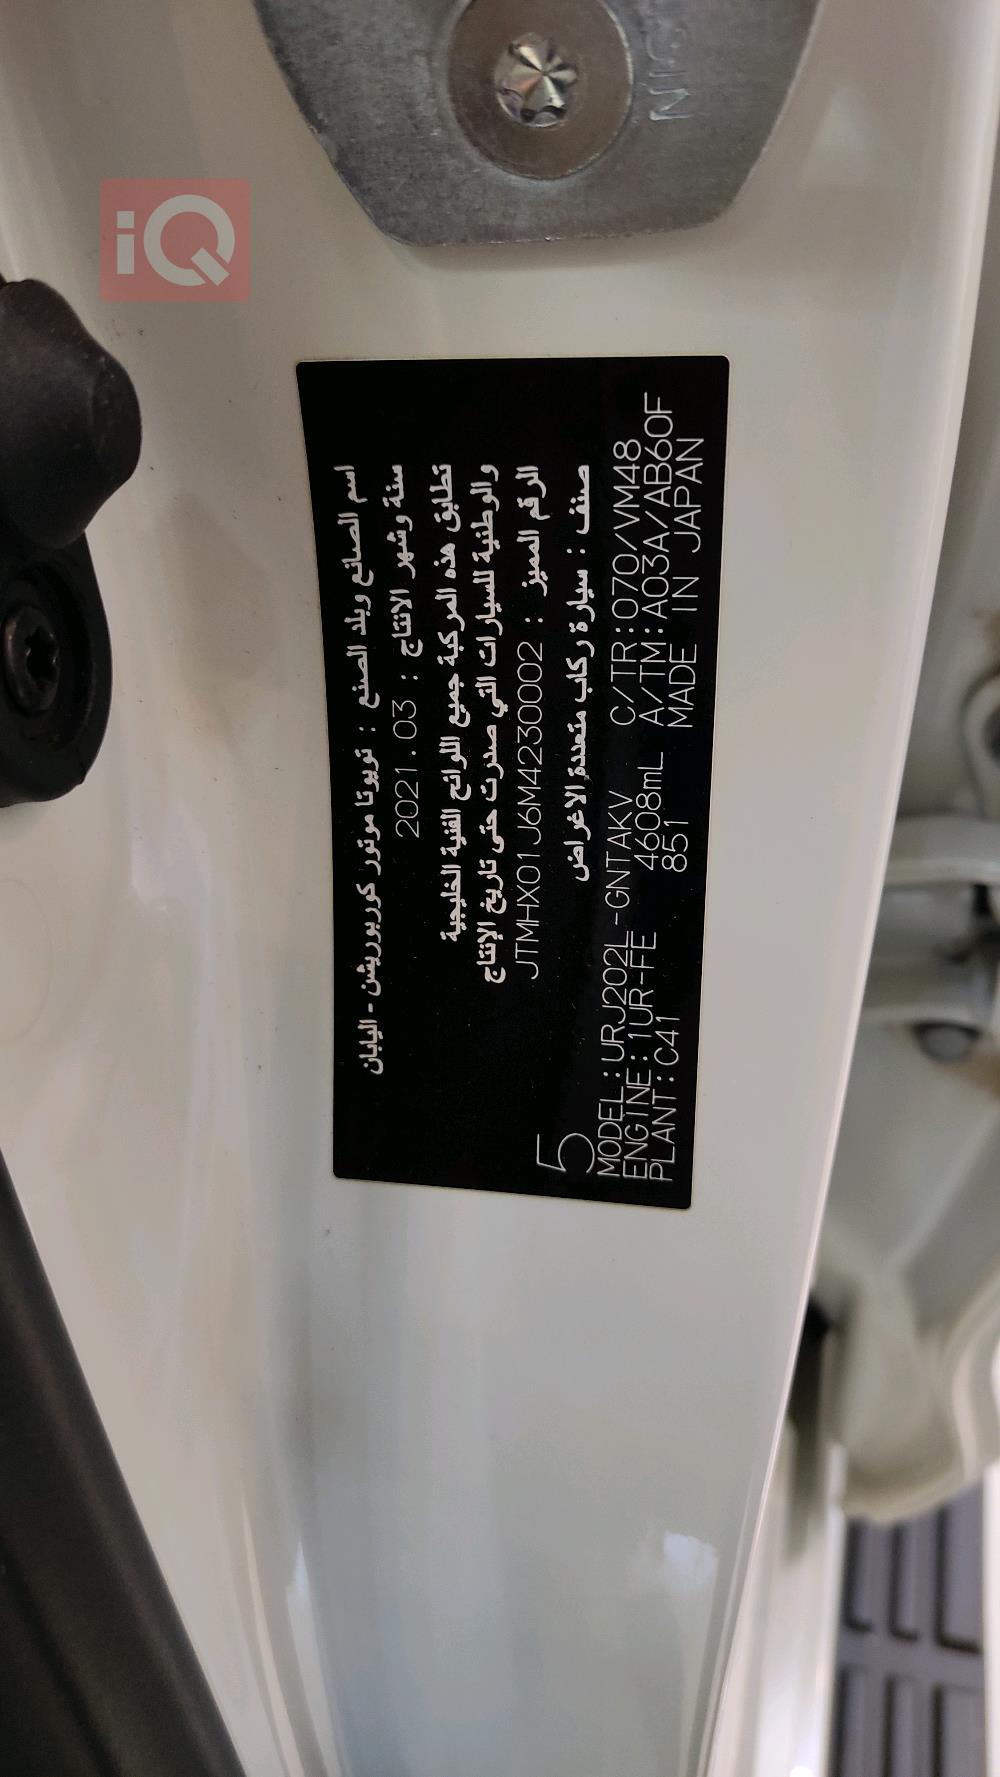 iQ
NIG
اسم الصانع وبلد الصنع : تويوتا موتور كوربوريشن - اليابان
سنة وشهر الانتاج : 2021.03
تطابق هذه المركبة جميع اللوائح الفنية الخليجية
والوطنية للسيارات التي صدرت حتى تاريخ الإنتاج
الرقم المميز : JTMHX01J6M4230002
صنف : سيارة ركاب متعددة الاغراض
5
MODEL:URJ202L-GNTAKV C/TR:070/VM48
ENGINE:1UR-FE 4608mL A/TM:A03A/AB60F
PLANT:C41 851 MADE IN JAPAN